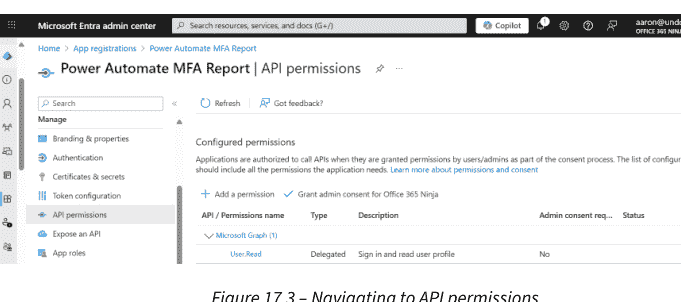 Microsoft Entra admin center
Search resources, services, and docs (G+/)
Copilot
aaron@undo
OFFICE 365 NINJ
Home > App registrations > Power Automate MFA Report
Power Automate MFA Report | API permissions
Search
Refresh
Got feedback?
Manage
Branding & properties
Authentication
Certificates & secrets
Token configuration
API permissions
Expose an API
App roles
Configured permissions
Applications are authorized to call APIs when they are granted permissions by users/admins as part of the consent process. The list of configur
should include all the permissions the application needs. Learn more about permissions and consent
Add a permission
Grant admin consent for Office 365 Ninja
API / Permissions name Type Description Admin consent req... Status
Microsoft Graph (1)
User.Read Delegated Sign in and read user profile No
Figure 17.3 – Navigating to API permissions